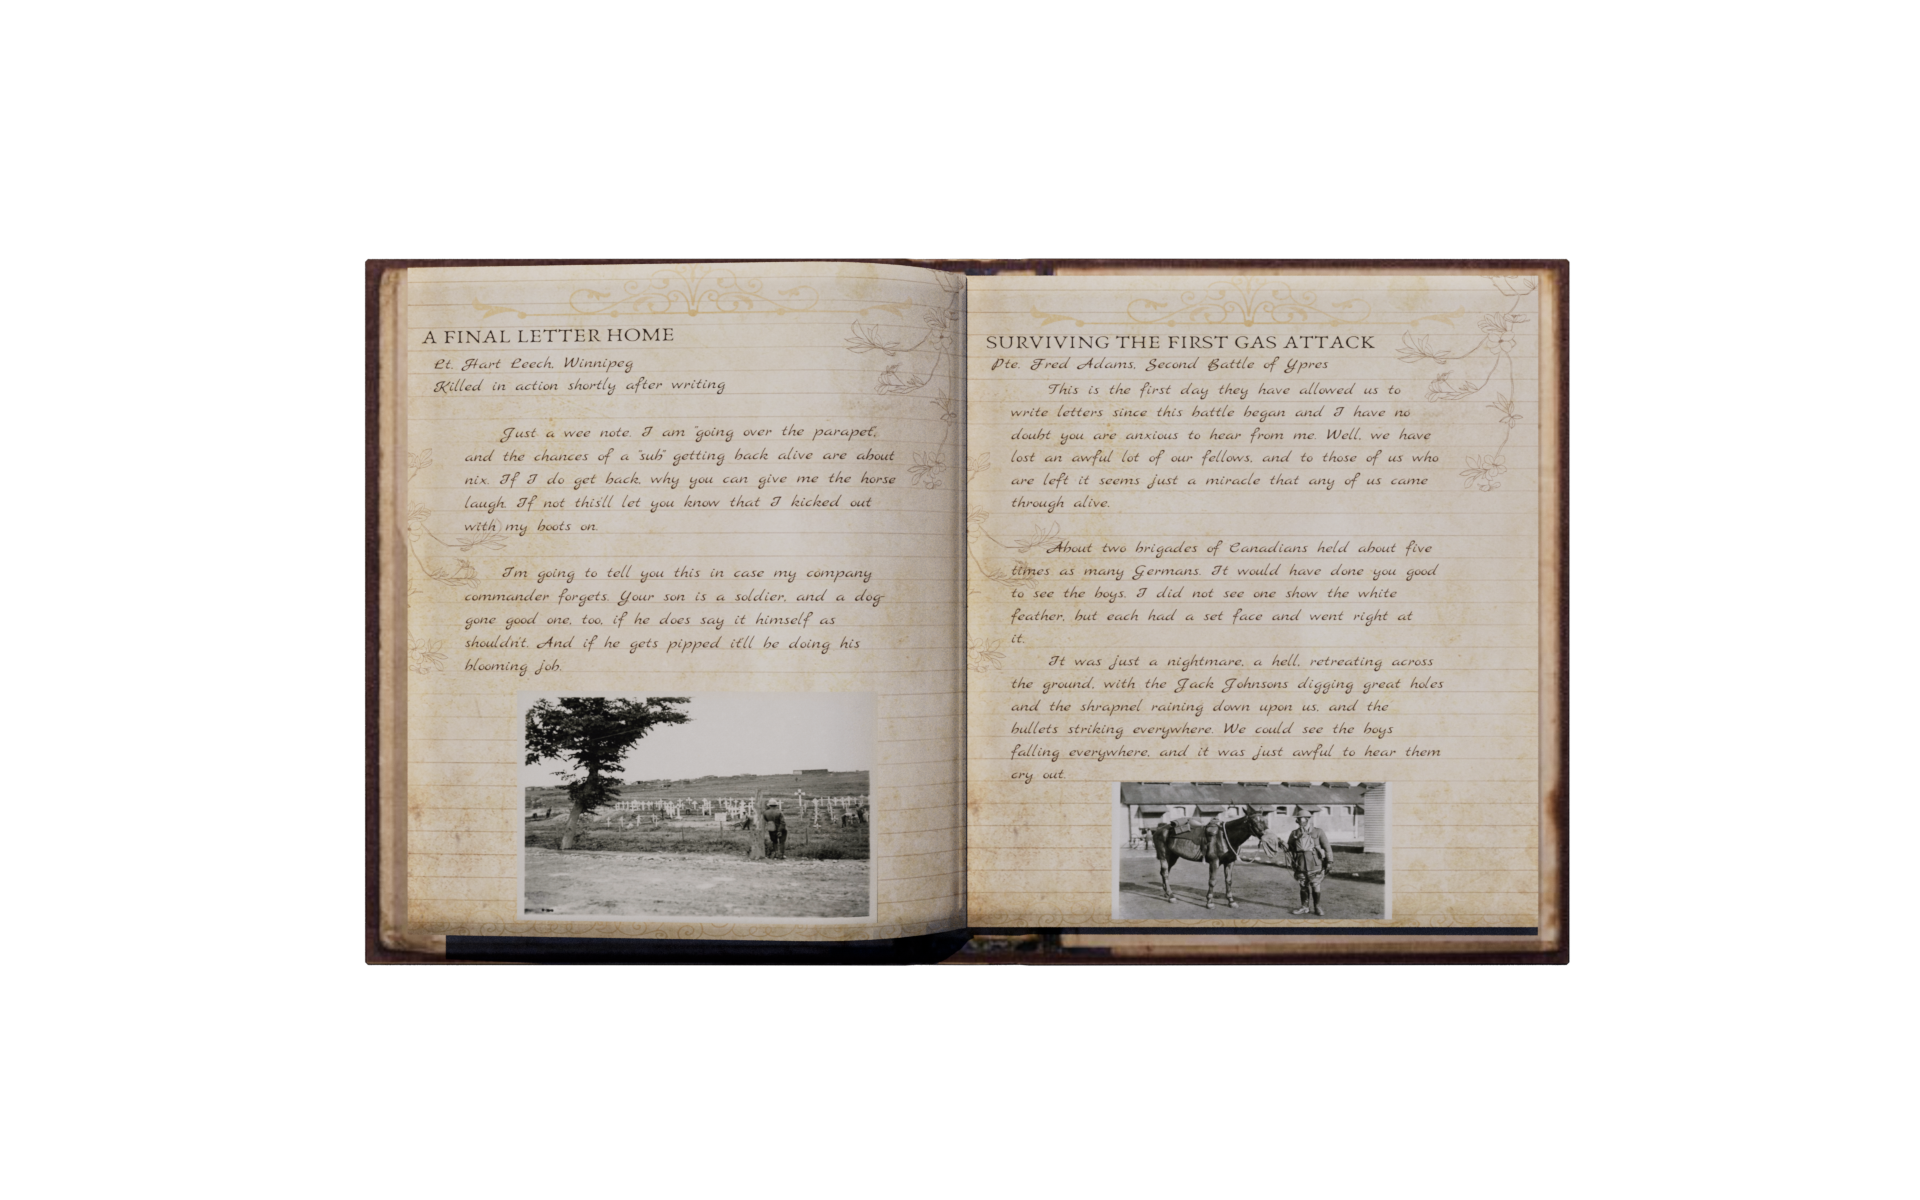 A FINAL LETTER HOME
Lt. Hart Leech, Winnipeg
Killed in action shortly after writing
Just a wee note. I am "going over the parapet",
and the chances of a "sub" getting back alive are about
nix. If I do get back, why you can give me the horse
laugh. If not this'll let you know that I kicked out
with my boots on.
I'm going to tell you this in case my company
commander forgets. Your son is a soldier, and a dog-
gone good one, too, if he does say it himself as
shouldn't. And if he gets pipped it'll be doing his
blooming job.
SURVIVING THE FIRST GAS ATTACK
Pte. Fred Adams, Second Battle of Ypres
This is the first day they have allowed us to
write letters since this battle began and I have no
doubt you are anxious to hear from me. Well, we have
lost an awful lot of our fellows, and to those of us who
are left it seems just a miracle that any of us came
through alive.
About two brigades of Canadians held about five
times as many Germans. It would have done you good
to see the boys. I did not see one show the white
feather, but each had a set face and went right at
it.
It was just a nightmare, a hell, retreating across
the ground, with the Jack Johnsons digging great holes
and the shrapnel raining down upon us, and the
bullets striking everywhere. We could see the boys
falling everywhere, and it was just awful to hear them
cry out.